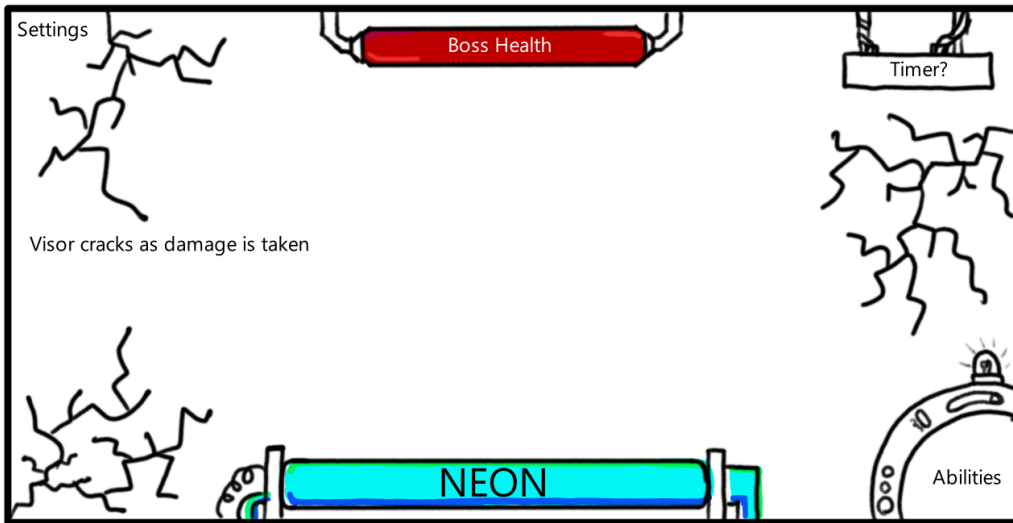 Settings
Boss Health
Timer?
Visor cracks as damage is taken
NEON
Abilities